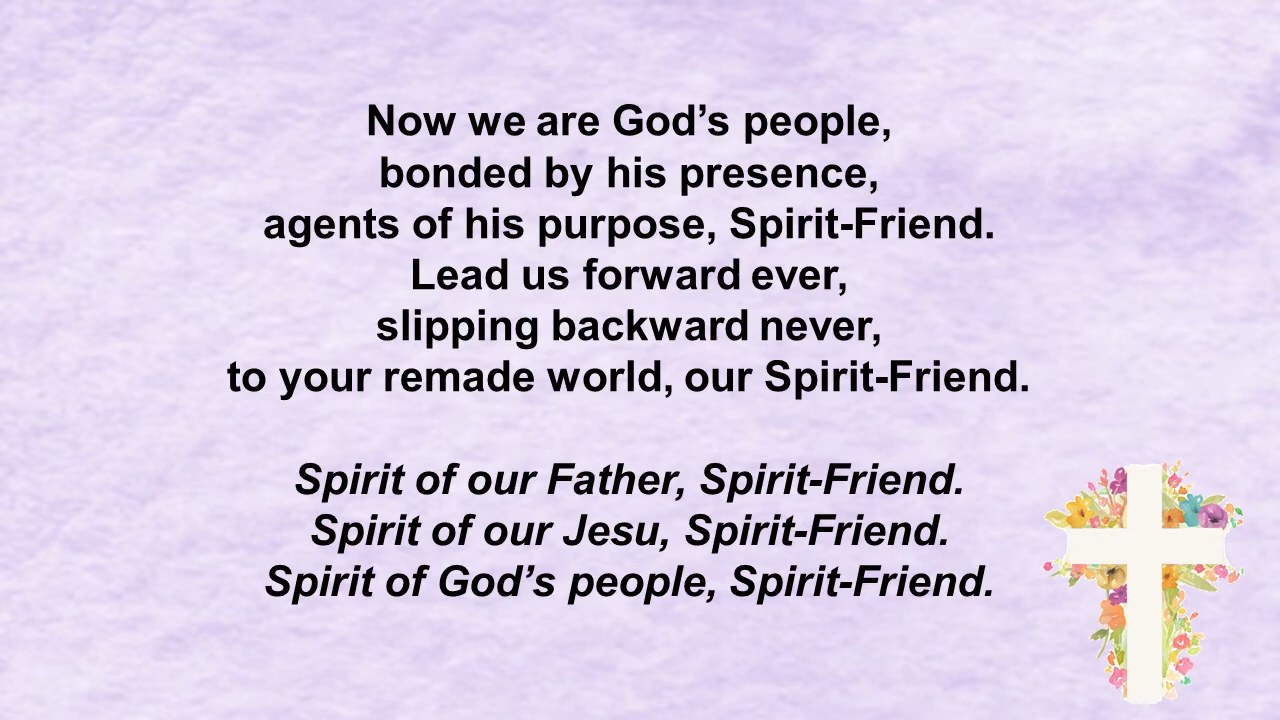 Now we are God’s people,
bonded by his presence,
agents of his purpose, Spirit-Friend.
Lead us forward ever,
slipping backward never,
to your remade world, our Spirit-Friend.
Spirit of our Father, Spirit-Friend.
Spirit of our Jesu, Spirit-Friend.
Spirit of God’s people, Spirit-Friend.